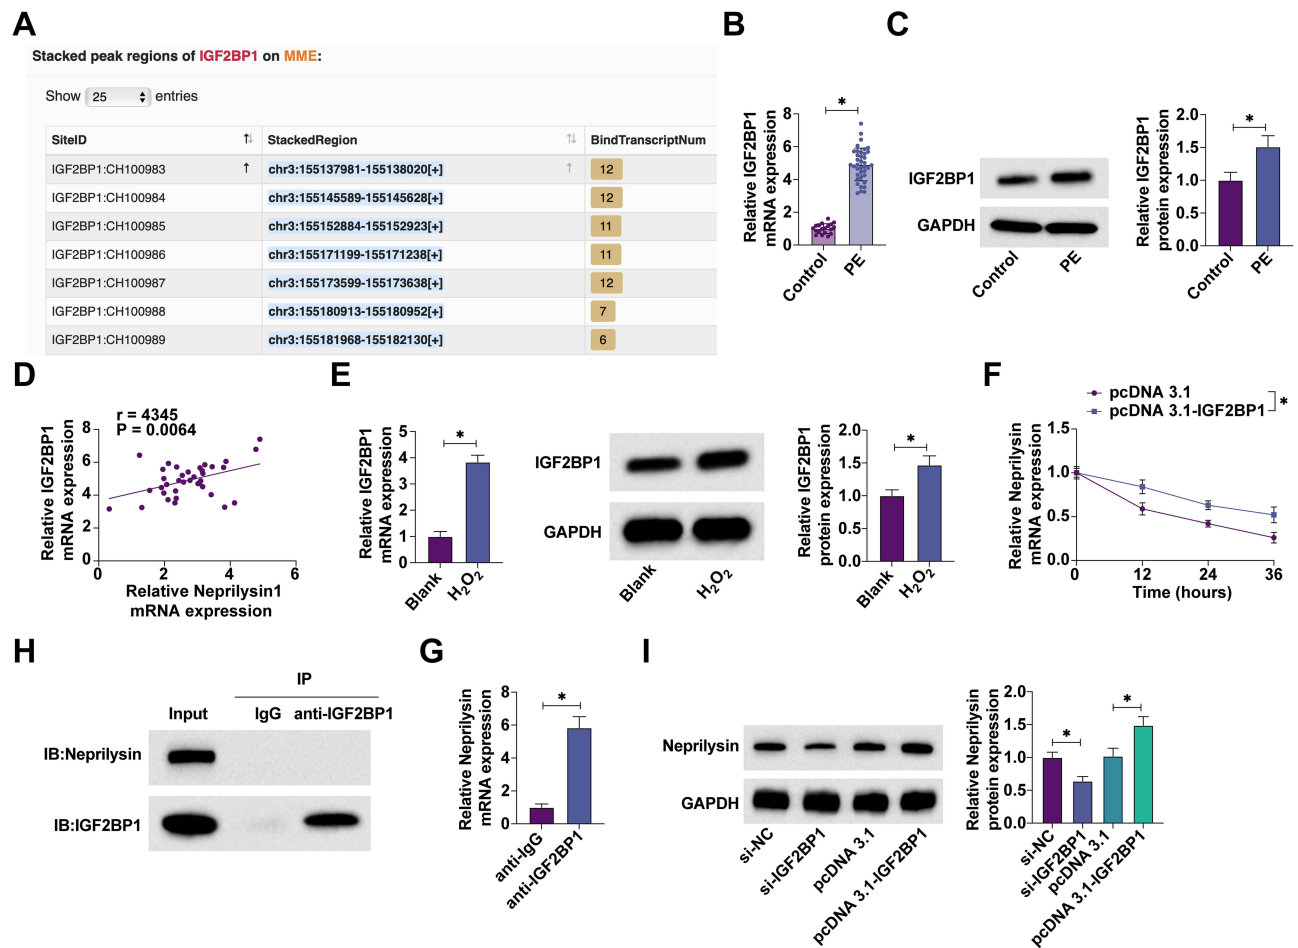 A
Stacked peak regions of IGF2BP1 on MME:
Show 25 entries
SiteID StackedRegion BindTranscriptNum
IGF2BP1:CH100983 chr3:155137981-155138020[+] 12
IGF2BP1:CH100984 chr3:155145589-155145628[+] 12
IGF2BP1:CH100985 chr3:155152884-155152923[+] 11
IGF2BP1:CH100986 chr3:155171199-155171238[+] 11
IGF2BP1:CH100987 chr3:155173599-155173638[+] 12
IGF2BP1:CH100988 chr3:155180913-155180952[+] 7
IGF2BP1:CH100989 chr3:155181968-155182130[+] 6
B
Relative IGF2BP1
mRNA expression
8
6
4
2
0
*
Control
PE
C
IGF2BP1
GAPDH
Control
PE
Relative IGF2BP1
protein expression
2.0
1.5
1.0
0.5
0.0
*
Control
PE
D
r = 4345
P = 0.0064
Relative IGF2BP1
mRNA expression
8
6
4
2
0
0 2 4 6
Relative Neprilysin1
mRNA expression
E
Relative IGF2BP1
mRNA expression
5
4
3
2
1
0
*
Blank
H2O2
IGF2BP1
GAPDH
Blank
H2O2
Relative IGF2BP1
protein expression
2.0
1.5
1.0
0.5
0.0
*
Blank
H2O2
F
pcDNA 3.1
pcDNA 3.1-IGF2BP1
*
Relative Neprilysin
mRNA expression
1.5
1.0
0.5
0.0
0 12 24 36
Time (hours)
H
IP
Input IgG anti-IGF2BP1
IB:Neprilysin
IB:IGF2BP1
G
Relative Neprilysin
mRNA expression
8
6
4
2
0
*
anti-IgG
anti-IGF2BP1
I
Neprilysin
GAPDH
si-NC
si-IGF2BP1
pcDNA 3.1
pcDNA 3.1-IGF2BP1
Relative Neprilysin
protein expression
2.0
1.5
1.0
0.5
0.0
*
*
si-NC
si-IGF2BP1
pcDNA 3.1
pcDNA 3.1-IGF2BP1